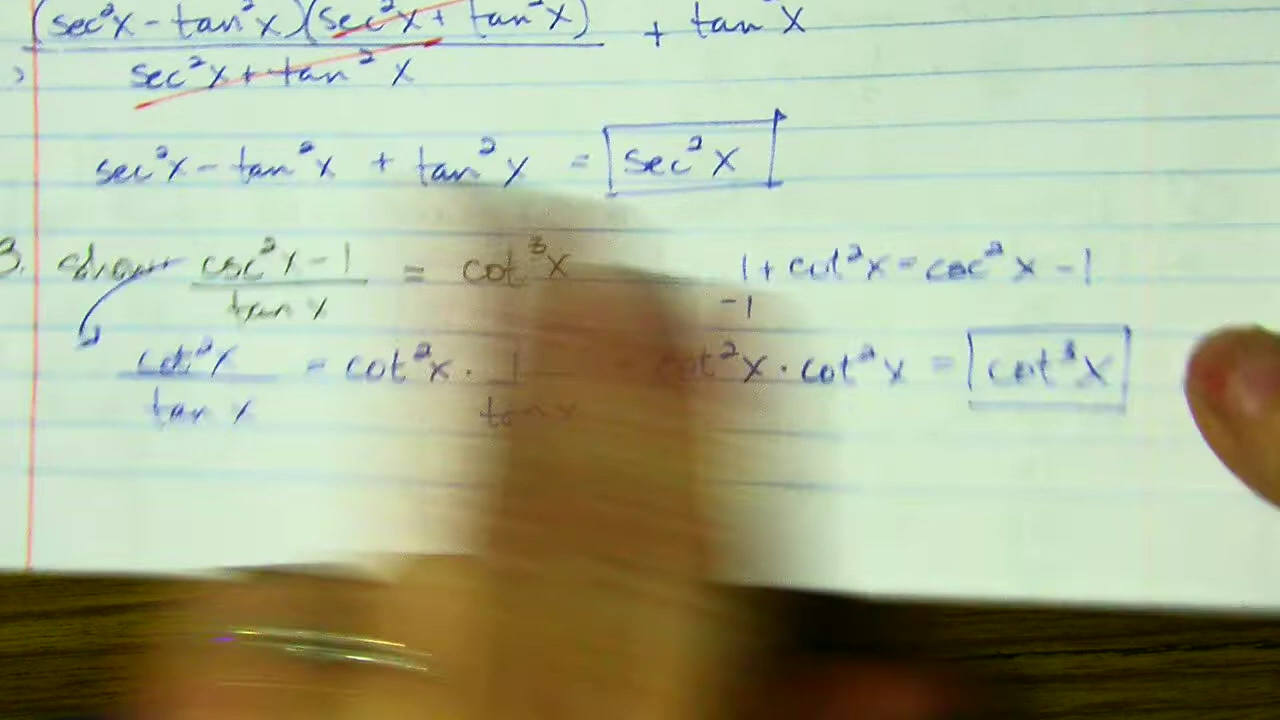 (sec²x - tan²x)(sec²x + tan²x) + tan²x
sec²x + tan²x
sec²x - tan²x + tan²x = sec²x
3. show csc²x - 1 = cot³x 1 + cot²x = csc²x - 1
tan x -1
cot²x = cot²x · 1 cot²x · cot²x = cot³x
tan x tan x